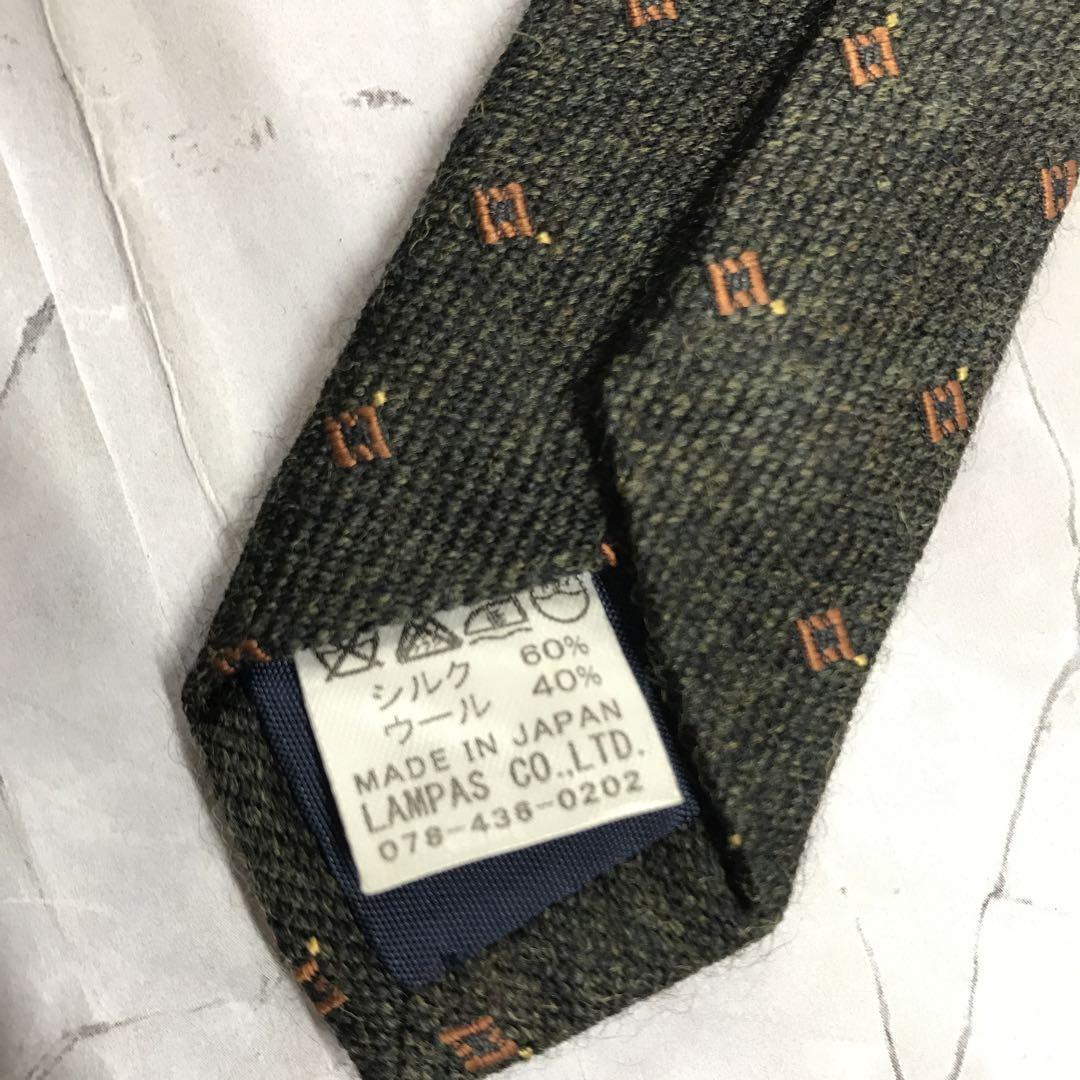 シルク 60%
ウール 40%
MADE IN JAPAN
LAMPAS CO.,LTD.
078-436-0202